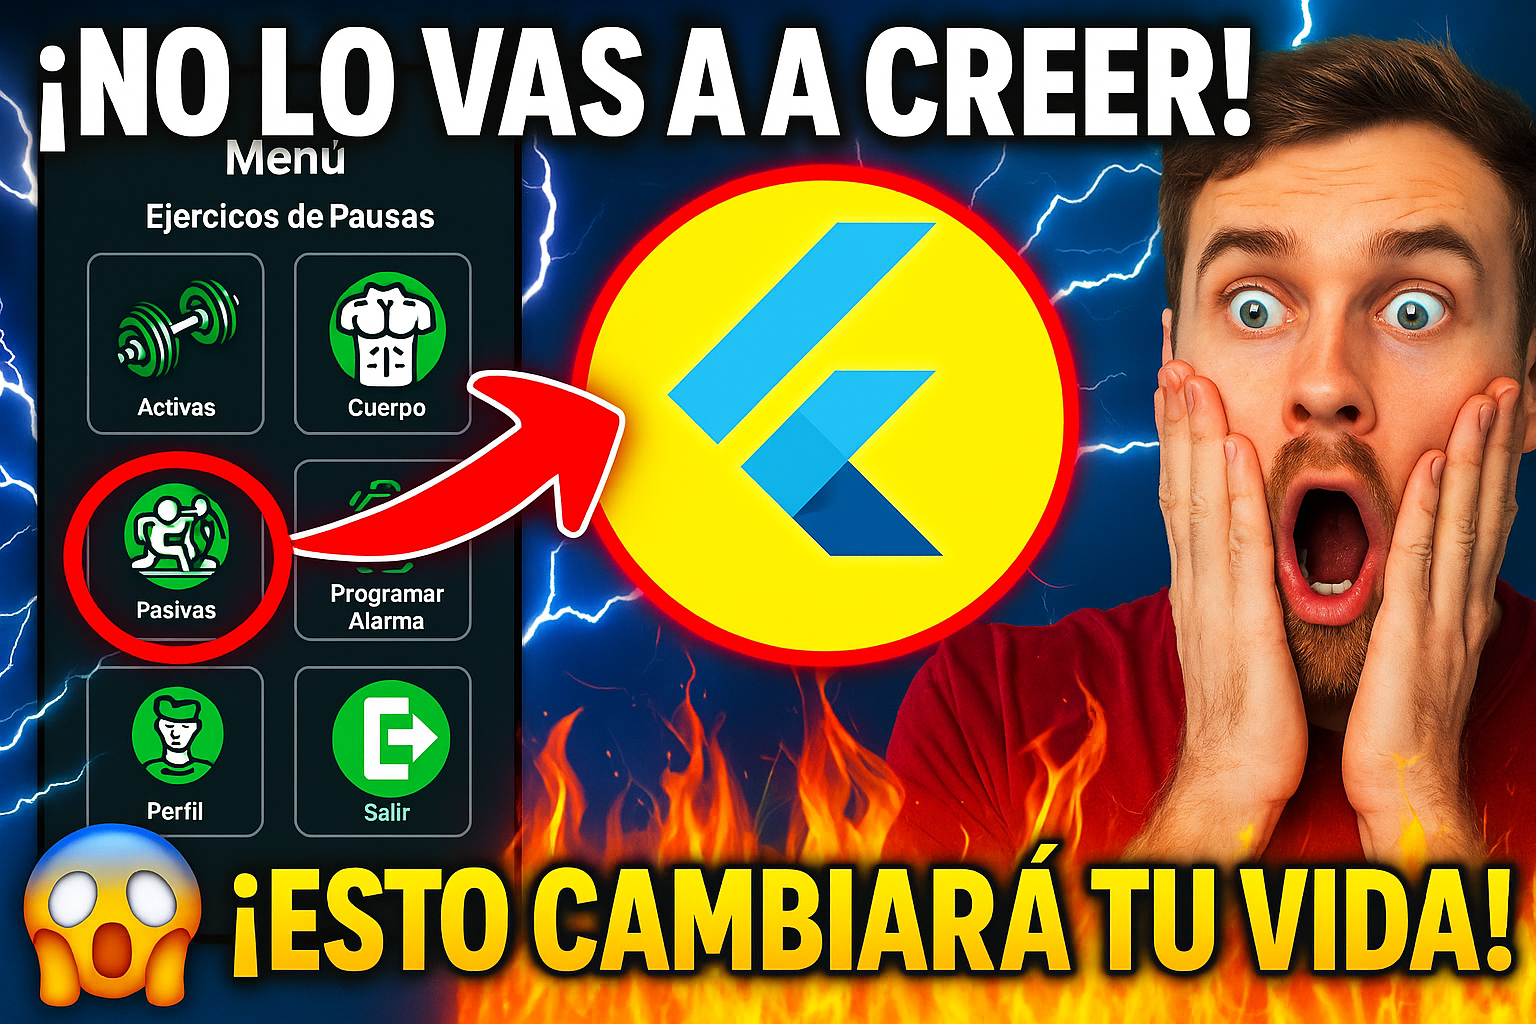 ¡NO LO VAS A A CREER!
Menú
Ejercicos de Pausas
Activas
Cuerpo
Pasivas
Programar
Alarma
Perfil
Salir
¡ESTO CAMBIARÁ TU VIDA!